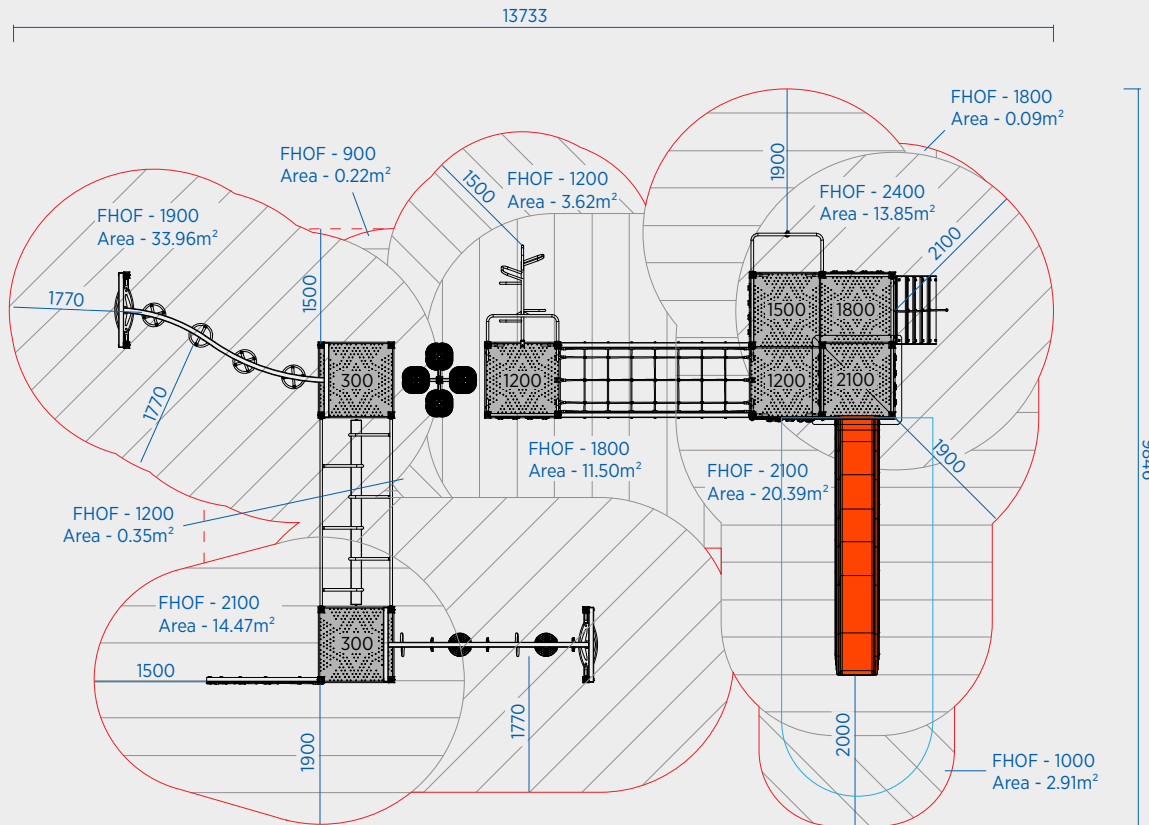 13733
FHOF - 1800
Area - 0.09m²
FHOF - 900
Area - 0.22m²
1500
FHOF - 1200
Area - 3.62m²
1900
FHOF - 2400
Area - 13.85m²
2100
FHOF - 1900
Area - 33.96m²
1770
1500
1770
300
1200
1500
1800
1200
2100
FHOF - 1800
Area - 11.50m²
FHOF - 2100
Area - 20.39m²
1900
FHOF - 1200
Area - 0.35m²
FHOF - 2100
Area - 14.47m²
300
1500
1900
1770
2000
FHOF - 1000
Area - 2.91m²